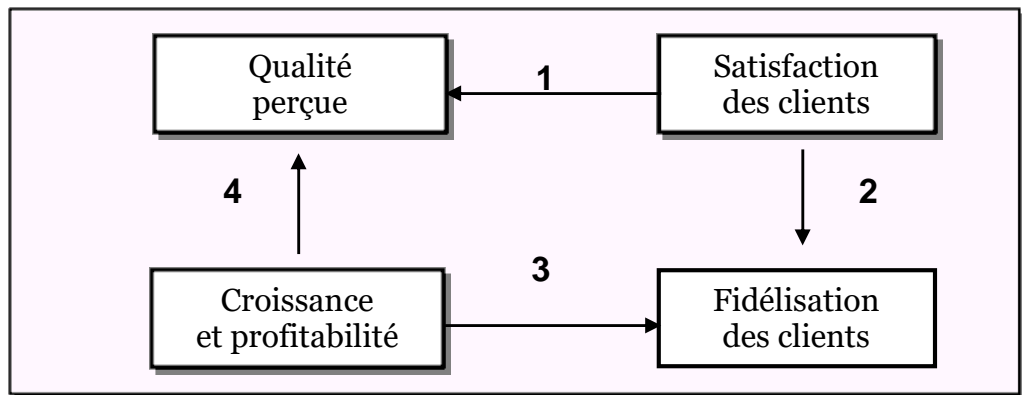 Qualité
perçue
1
Satisfaction
des clients
4
2
Croissance
et profitabilité
3
Fidélisation
des clients